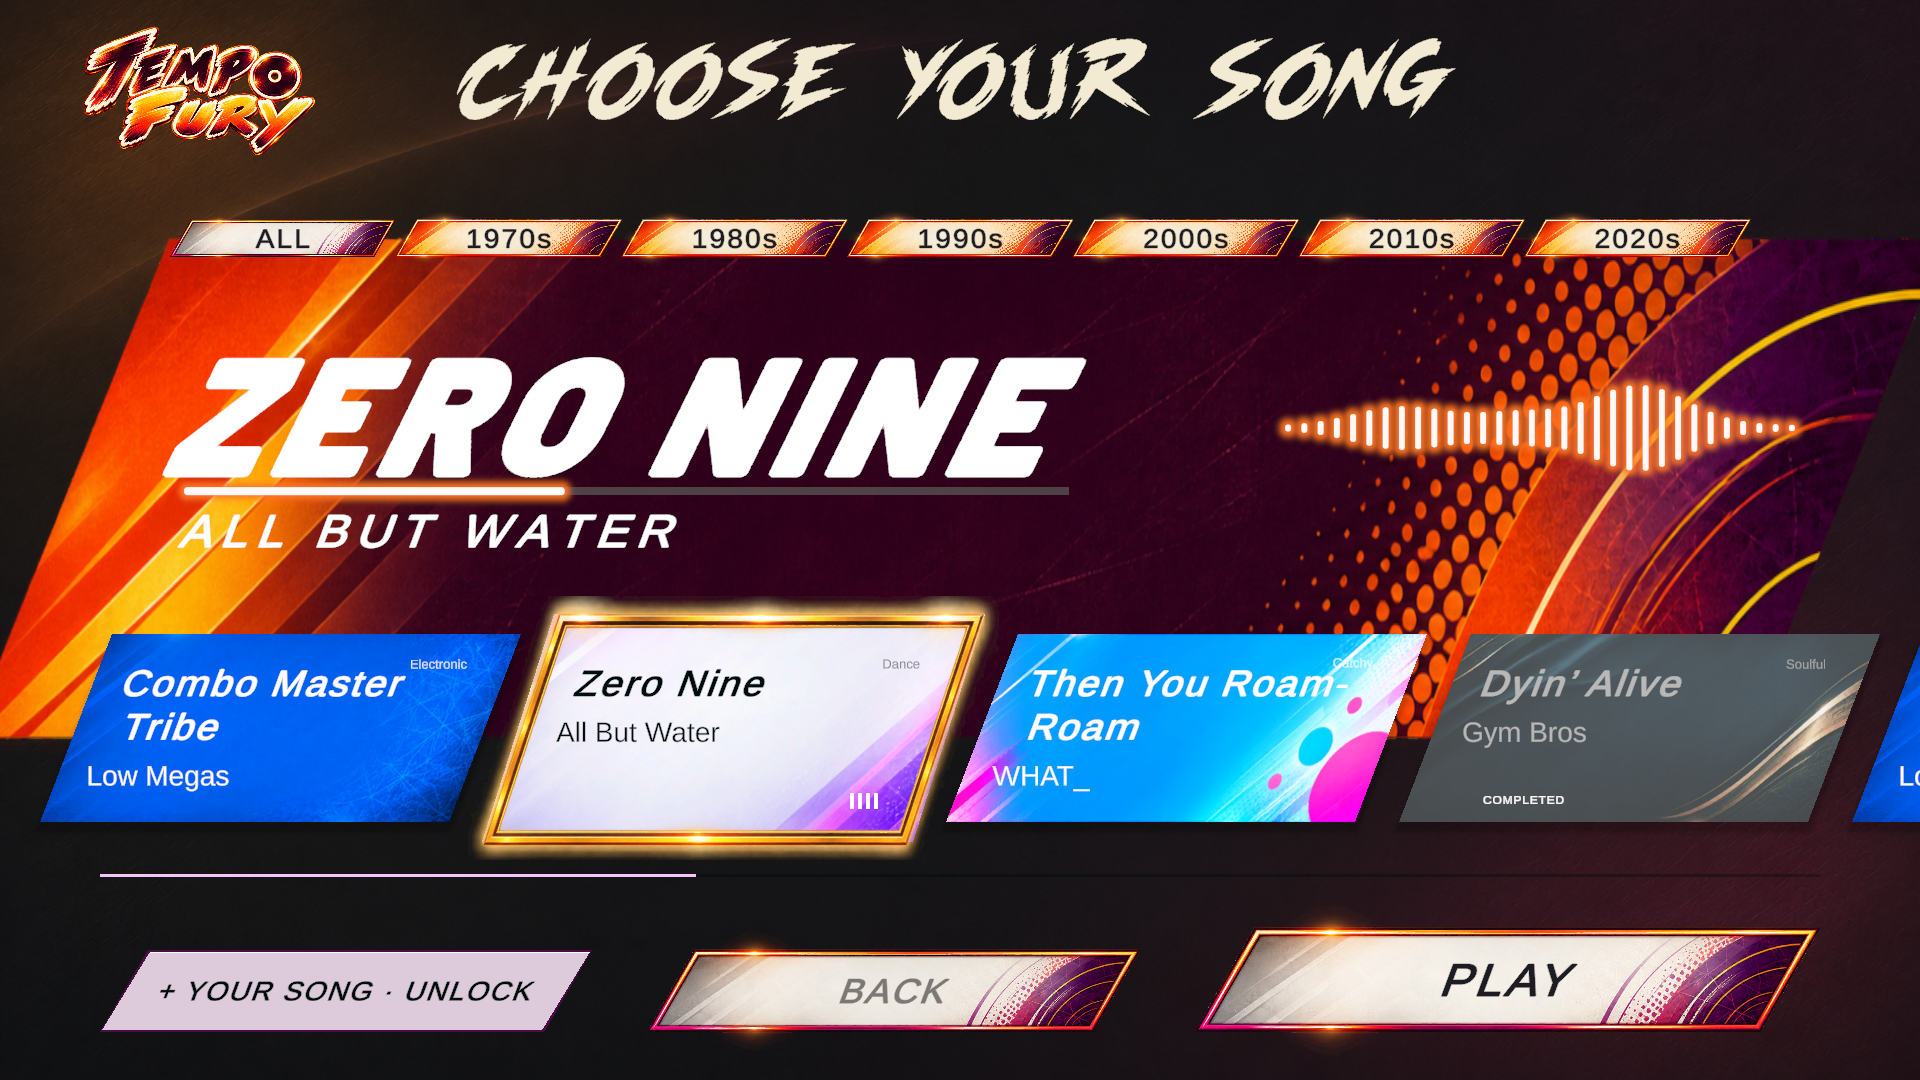 TEMPO
FURY
CHOOSE YOUR SONG
ALL
1970s
1980s
1990s
2000s
2010s
2020s
ZERO NINE
ALL BUT WATER
Combo Master
Tribe
Electronic
Low Megas
Zero Nine
Dance
All But Water
Then You Roam-
Roam
Catchy
WHAT_
Dyin’ Alive
Soulful
Gym Bros
COMPLETED
Lo
+ YOUR SONG · UNLOCK
BACK
PLAY